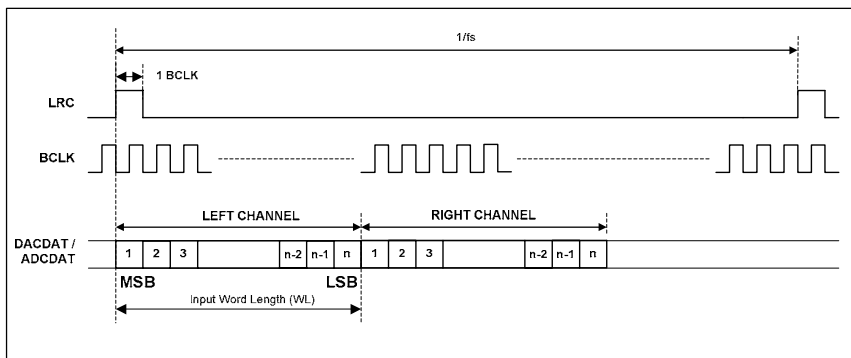 1/fs
1 BCLK
LRC
BCLK
LEFT CHANNEL
RIGHT CHANNEL
DACDAT /
ADCDAT
1 2 3 n-2 n-1 n 1 2 3 n-2 n-1 n
MSB
LSB
Input Word Length (WL)